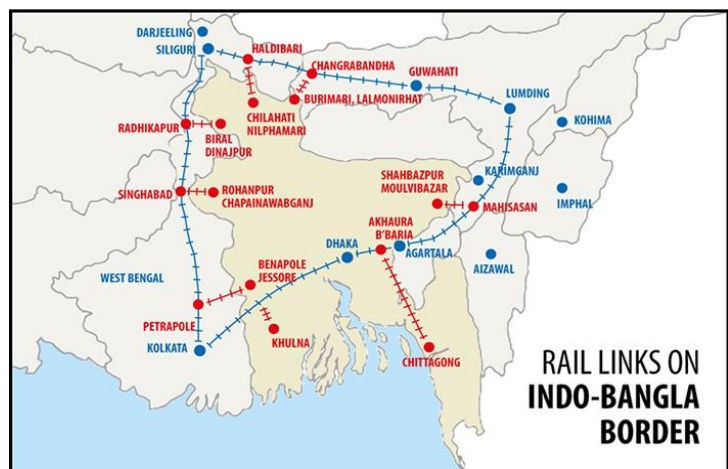 DARJEELING
SILIGURI
HALDIBARI
CHANGRABANDHA
GUWAHATI
BURIMARI, LALMONIRHAT
LUMDING
CHILAHATI
NILPHAMARI
KOHIMA
RADHIKAPUR
BIRAL
DINAJPUR
SHAHBAZPUR
MOULVIBAZAR
KARIMGANJ
IMPHAL
SINGHABAD
ROHANPUR
CHAPAINAWABGANJ
MAHISASAN
AKHAURA
B'BARIA
DHAKA
AGARTALA
AIZAWAL
WEST BENGAL
BENAPOLE
JESSORE
PETRAPOLE
KOLKATA
KHULNA
CHITTAGONG
RAIL LINKS ON
INDO-BANGLA
BORDER